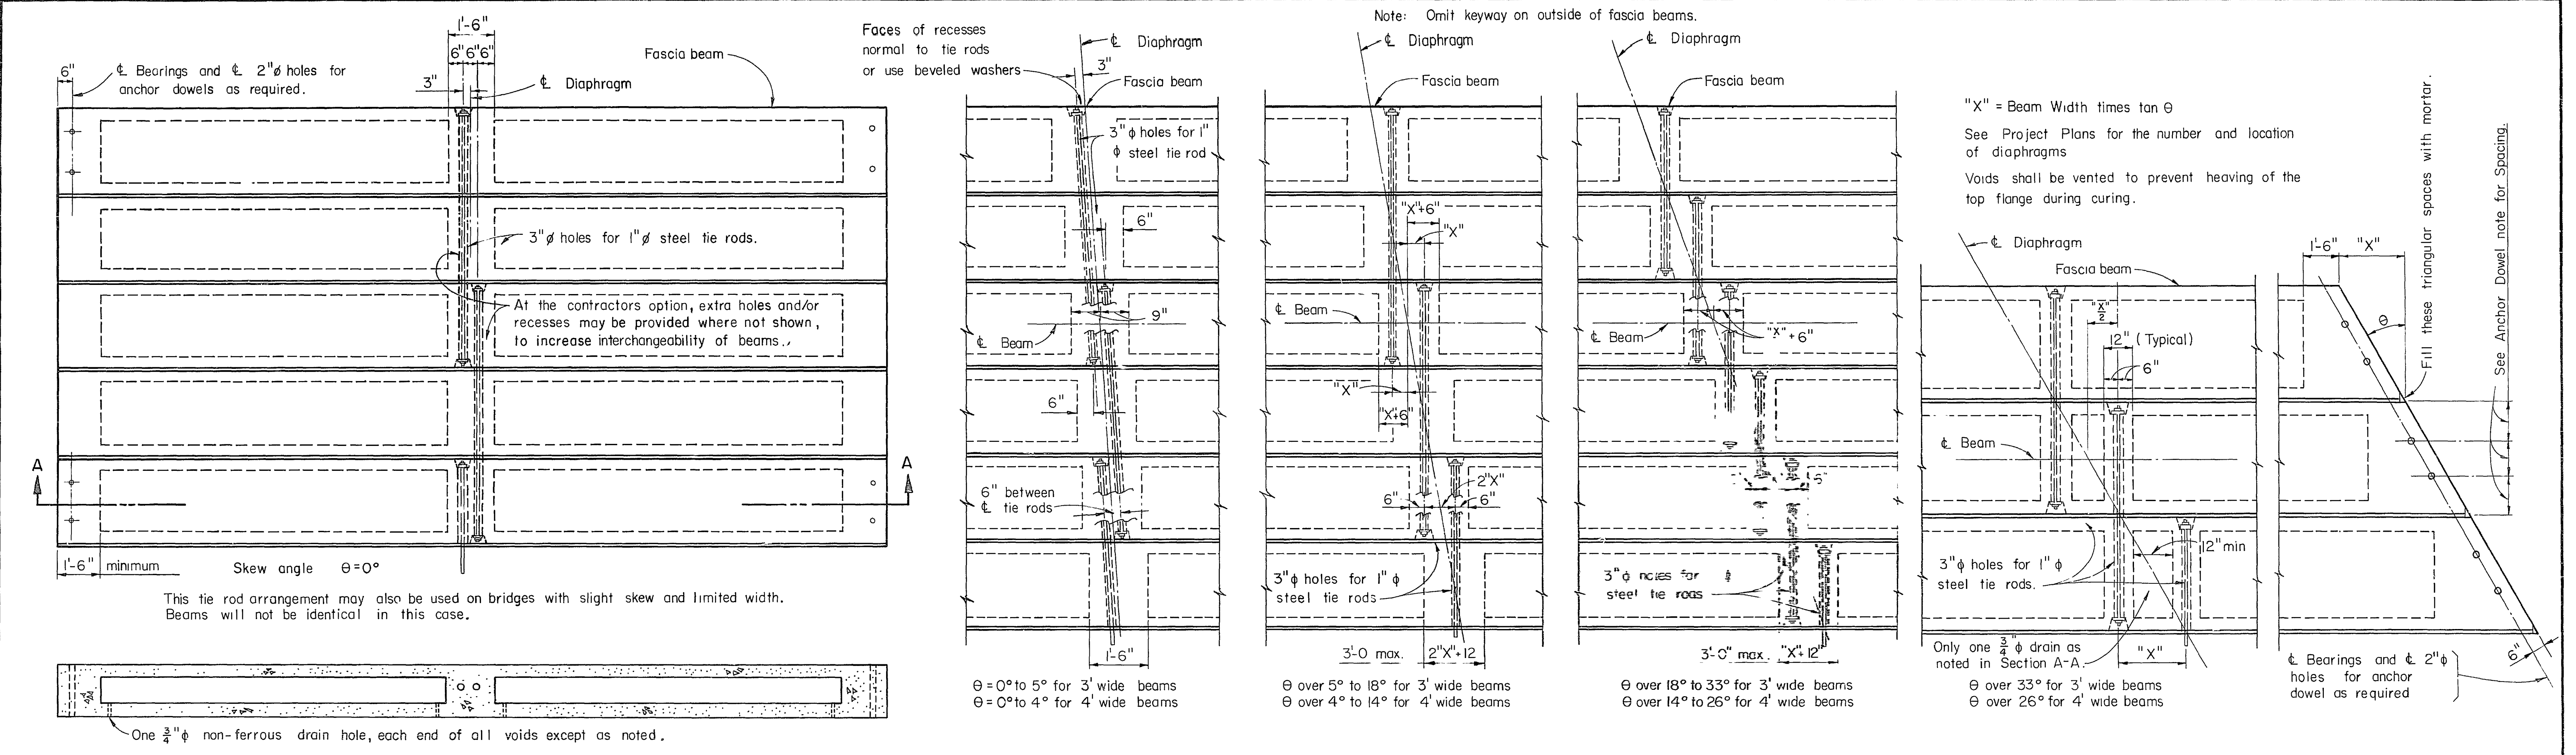 Note: Omit keyway on outside of fascia beams.
1'-6"
6" 6" 6"
6"
℄ Bearings and ℄ 2"ø holes for
anchor dowels as required.
3"
℄ Diaphragm
Fascia beam
3"ø holes for 1"ø steel tie rods.
At the contractors option, extra holes and/or
recesses may be provided where not shown,
to increase interchangeability of beams.
A
A
1'-6" minimum
Skew angle θ=0°
This tie rod arrangement may also be used on bridges with slight skew and limited width.
Beams will not be identical in this case.
One 3/4"ϕ non-ferrous drain hole, each end of all voids except as noted.
Faces of recesses
normal to tie rods
or use beveled washers
℄ Diaphragm
3"
Fascia beam
3"ϕ holes for 1"
ϕ steel tie rod
6"
9"
℄ Beam
6"
6" between
℄ tie rods
1'-6"
θ = 0° to 5° for 3' wide beams
θ = 0° to 4° for 4' wide beams
℄ Diaphragm
Fascia beam
"X"+6"
"X"
℄ Beam
"X"
"X"+6"
2"X"
6"
6"
3"ϕ holes for 1"ϕ
steel tie rods
3'-0 max.
2"X"+12
θ over 5° to 18° for 3' wide beams
θ over 4° to 14° for 4' wide beams
℄ Diaphragm
Fascia beam
℄ Beam
"X"+6"
3"ϕ holes for
steel tie rods
3'-0" max.
"X"+12"
θ over 18° to 33° for 3' wide beams
θ over 14° to 26° for 4' wide beams
"X" = Beam Width times tan θ
See Project Plans for the number and location
of diaphragms
Voids shall be vented to prevent heaving of the
top flange during curing.
℄ Diaphragm
Fascia beam
"X/2"
12" (Typical)
6"
℄ Beam
12" min
3"ϕ holes for 1"ϕ
steel tie rods.
Only one 3/4"ϕ drain as
noted in Section A-A.
"X"
θ over 33° for 3' wide beams
θ over 26° for 4' wide beams
1'-6"
"X"
θ
Fill these triangular spaces with mortar.
See Anchor Dowel note for Spacing.
6"
℄ Bearings and ℄ 2"ϕ
holes for anchor
dowel as required